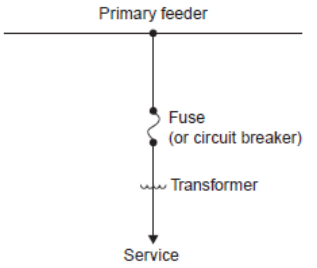 Primary feeder
Fuse
(or circuit breaker)
Transformer
Service